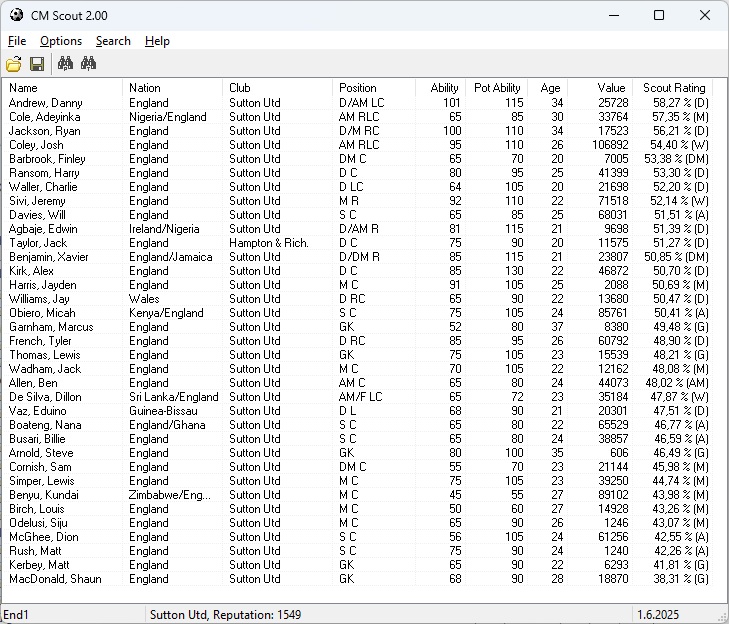 CM Scout 2.00
File Options Search Help
Name Nation Club Position Ability Pot Ability Age Value Scout Rating
Andrew, Danny England Sutton Utd D/AM LC 101 115 34 25728 58,27 % (D)
Cole, Adeyinka Nigeria/England Sutton Utd AM RLC 65 85 30 33764 57,35 % (M)
Jackson, Ryan England Sutton Utd D/M RC 100 110 34 17523 56,21 % (D)
Coley, Josh England Sutton Utd AM RLC 95 110 26 106892 54,40 % (W)
Barbrook, Finley England Sutton Utd DM C 65 70 20 7005 53,38 % (DM)
Ransom, Harry England Sutton Utd D C 80 95 25 41399 53,30 % (D)
Waller, Charlie England Sutton Utd D LC 64 105 20 21698 52,20 % (D)
Sivi, Jeremy England Sutton Utd M R 92 110 22 71518 52,14 % (W)
Davies, Will England Sutton Utd S C 65 85 25 68031 51,51 % (A)
Agbaje, Edwin Ireland/Nigeria Sutton Utd D/AM R 81 115 21 9698 51,39 % (D)
Taylor, Jack England Hampton & Rich. D C 75 90 20 11575 51,27 % (D)
Benjamin, Xavier England/Jamaica Sutton Utd D/DM R 85 115 21 23807 50,85 % (DM)
Kirk, Alex England Sutton Utd D C 85 130 22 46872 50,70 % (D)
Harris, Jayden England Sutton Utd M C 91 105 25 2088 50,69 % (M)
Williams, Jay Wales Sutton Utd D RC 65 90 22 13680 50,47 % (D)
Obiero, Micah Kenya/England Sutton Utd S C 75 105 24 85761 50,41 % (A)
Garnham, Marcus England Sutton Utd GK 52 80 37 8380 49,48 % (G)
French, Tyler England Sutton Utd D RC 85 95 26 60792 48,90 % (D)
Thomas, Lewis England Sutton Utd GK 75 105 23 15539 48,21 % (G)
Wadham, Jack England Sutton Utd M C 70 105 22 12162 48,08 % (M)
Allen, Ben England Sutton Utd AM C 65 80 24 44073 48,02 % (AM)
De Silva, Dillon Sri Lanka/England Sutton Utd AM/F LC 65 72 23 35184 47,87 % (W)
Vaz, Eduino Guinea-Bissau Sutton Utd D L 68 90 21 20301 47,51 % (D)
Boateng, Nana England/Ghana Sutton Utd S C 65 80 22 65529 46,77 % (A)
Busari, Billie England Sutton Utd S C 65 80 24 38857 46,59 % (A)
Arnold, Steve England Sutton Utd GK 80 100 35 606 46,49 % (G)
Cornish, Sam England Sutton Utd DM C 55 70 23 21144 45,98 % (M)
Simper, Lewis England Sutton Utd M C 75 105 23 39250 44,74 % (M)
Benyu, Kundai Zimbabwe/Eng... Sutton Utd M C 45 55 27 89102 43,98 % (M)
Birch, Louis England Sutton Utd M C 50 60 27 14928 43,26 % (M)
Odelusi, Siju England Sutton Utd M C 65 90 26 1246 43,07 % (M)
McGhee, Dion England Sutton Utd S C 56 105 24 61256 42,55 % (A)
Rush, Matt England Sutton Utd S C 75 90 24 1240 42,26 % (A)
Kerbey, Matt England Sutton Utd GK 65 90 22 6293 41,81 % (G)
MacDonald, Shaun England Sutton Utd GK 68 90 28 18870 38,31 % (G)
End1 Sutton Utd, Reputation: 1549 1.6.2025